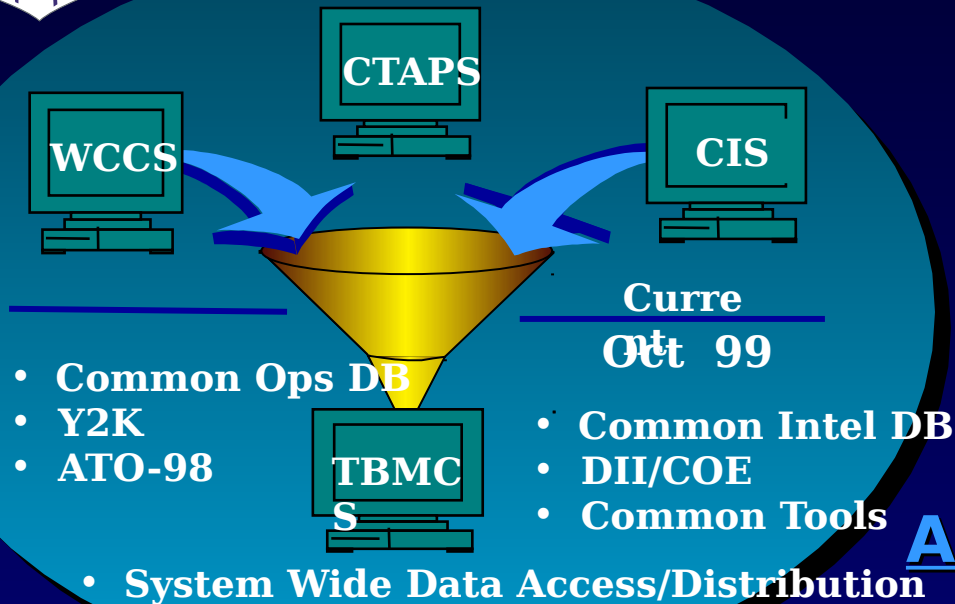 CTAPS
WCCS
CIS
Curre
nt
Oct 99
• Common Ops DB
• Y2K
• ATO-98
• Common Intel DB
• DII/COE
• Common Tools
TBMC
S
A
• System Wide Data Access/Distribution